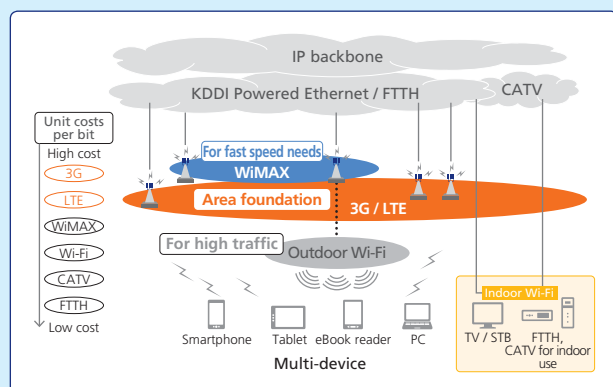 IP backbone
KDDI Powered Ethernet / FTTH
CATV
Unit costs
per bit
High cost
3G
LTE
WiMAX
Wi-Fi
CATV
FTTH
Low cost
For fast speed needs
WiMAX
Area foundation
3G / LTE
For high traffic
Outdoor Wi-Fi
Smartphone
Tablet
eBook reader
PC
Multi-device
Indoor Wi-Fi
TV / STB
FTTH,
CATV for indoor
use